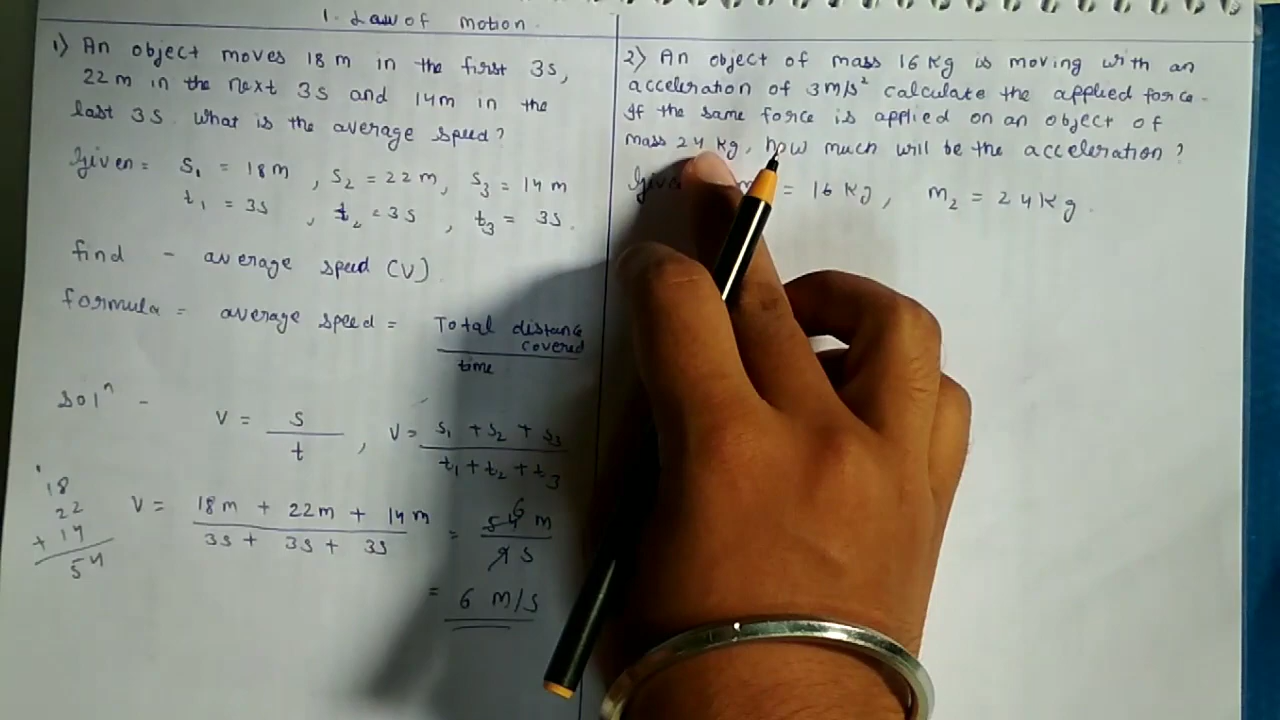 1. Law of motion.
1) An object moves 18 m in the first 3s,
22 m in the next 3s and 14m in the
last 3s. What is the average speed?
Given = s₁ = 18m , s₂ = 22 m, s₃ = 14 m
t₁ = 3s , t₂ = 3s , t₃ = 3s.
find - average speed (V)
formula = average speed = Total distance covered
time
Solⁿ -
V = s / t , V = s₁ + s₂ + s₃ / t₁ + t₂ + t₃
18
22
+ 14
54
V = 18m + 22m + 14m / 3s + 3s + 3s = 54 6 m / 9 s
= 6 m/s
2) An object of mass 16 kg is moving with an
acceleration of 3 m/s² calculate the applied force.
If the same force is applied on an object of
mass 24 kg, how much will be the acceleration?
= 16 kg, m₂ = 24 kg.